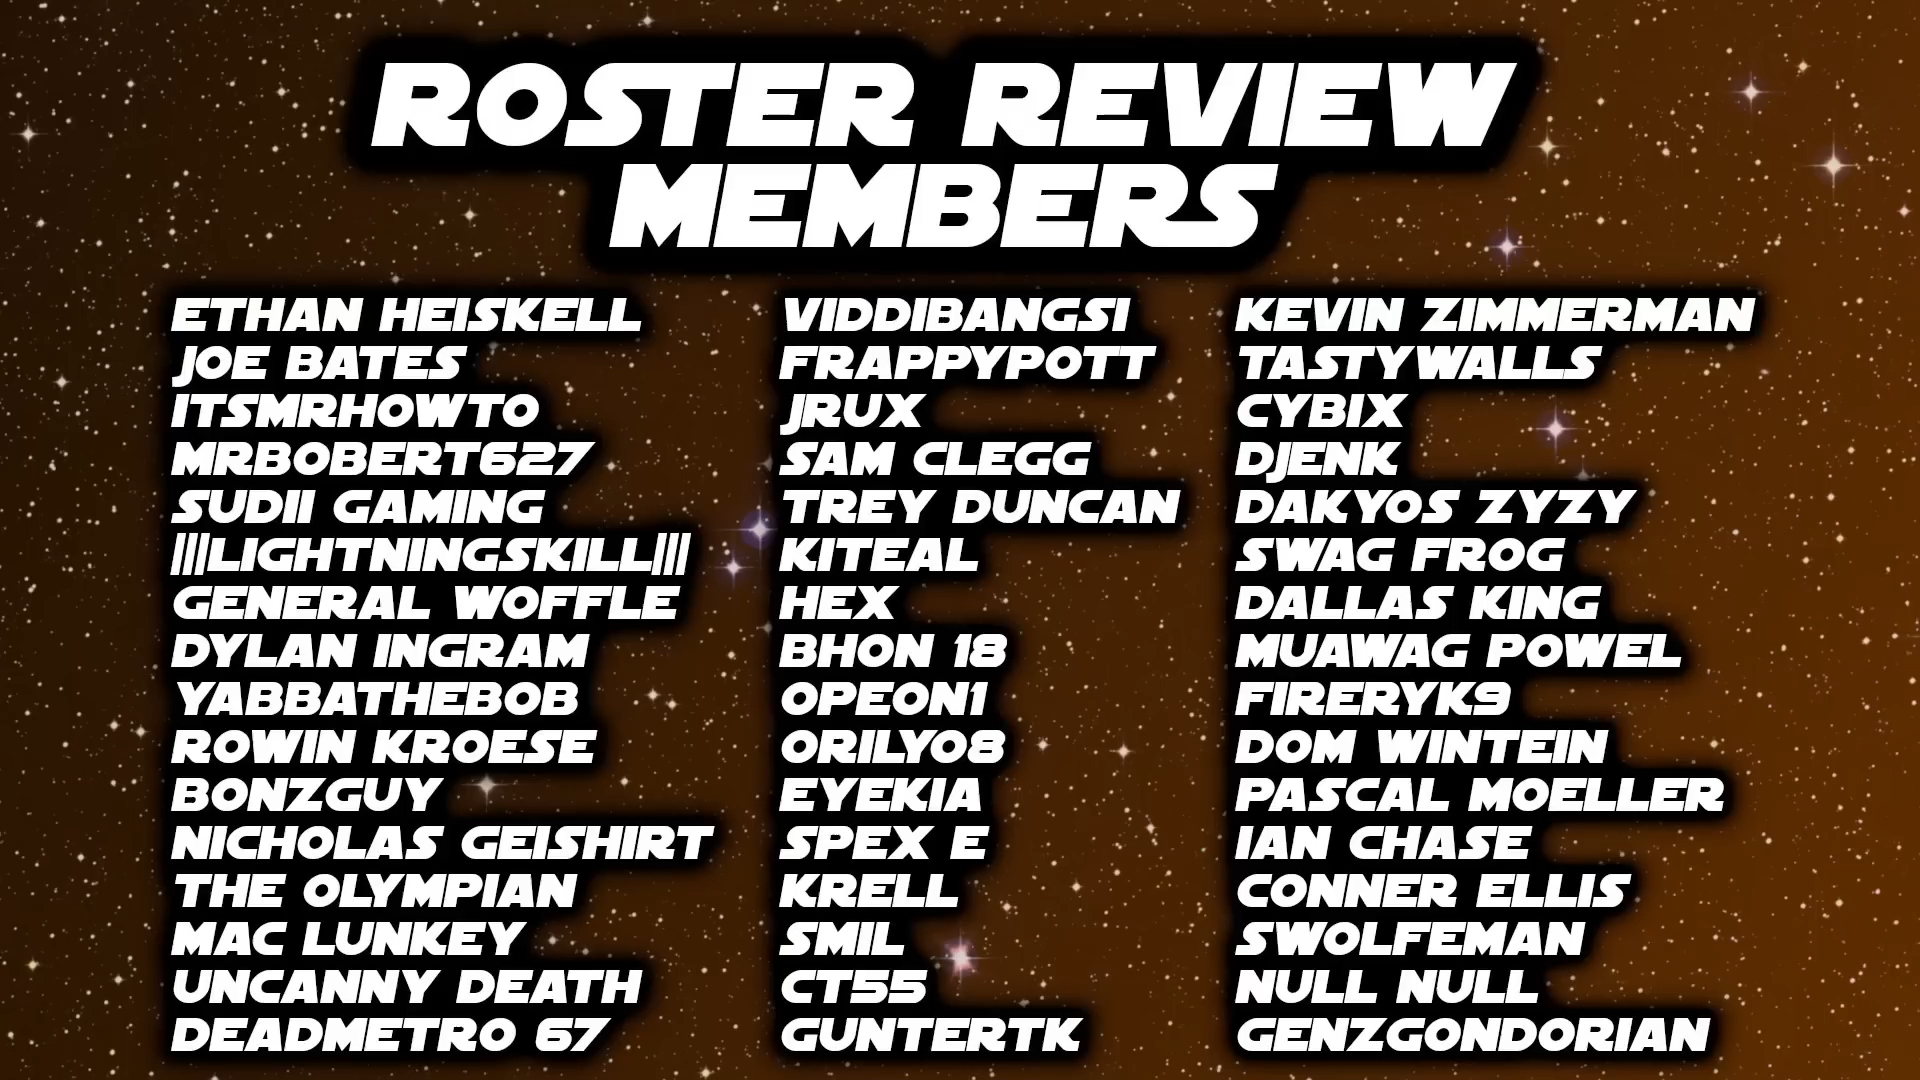 ROSTER REVIEW
MEMBERS
ETHAN HEISKELL
JOE BATES
ITSMRHOWTO
MRBOBERT627
SUDII GAMING
|||LIGHTNINGSKILL|||
GENERAL WOFFLE
DYLAN INGRAM
YABBATHEBOB
ROWIN KROESE
BONZGUY
NICHOLAS GEISHIRT
THE OLYMPIAN
MAC LUNKEY
UNCANNY DEATH
DEADMETRO 67
VIDDIBANGSI
FRAPPYPOTT
JRUX
SAM CLEGG
TREY DUNCAN
KITEAL
HEX
BHON 18
OPEON1
ORILYO8
EYEKIA
SPEX E
KRELL
SMIL
CT55
GUNTERTK
KEVIN ZIMMERMAN
TASTYWALLS
CYBIX
DJENK
DAKYOS ZYZY
SWAG FROG
DALLAS KING
MUAWAG POWEL
FIRERYK9
DOM WINTEIN
PASCAL MOELLER
IAN CHASE
CONNER ELLIS
SWOLFEMAN
NULL NULL
GENZGONDORIAN